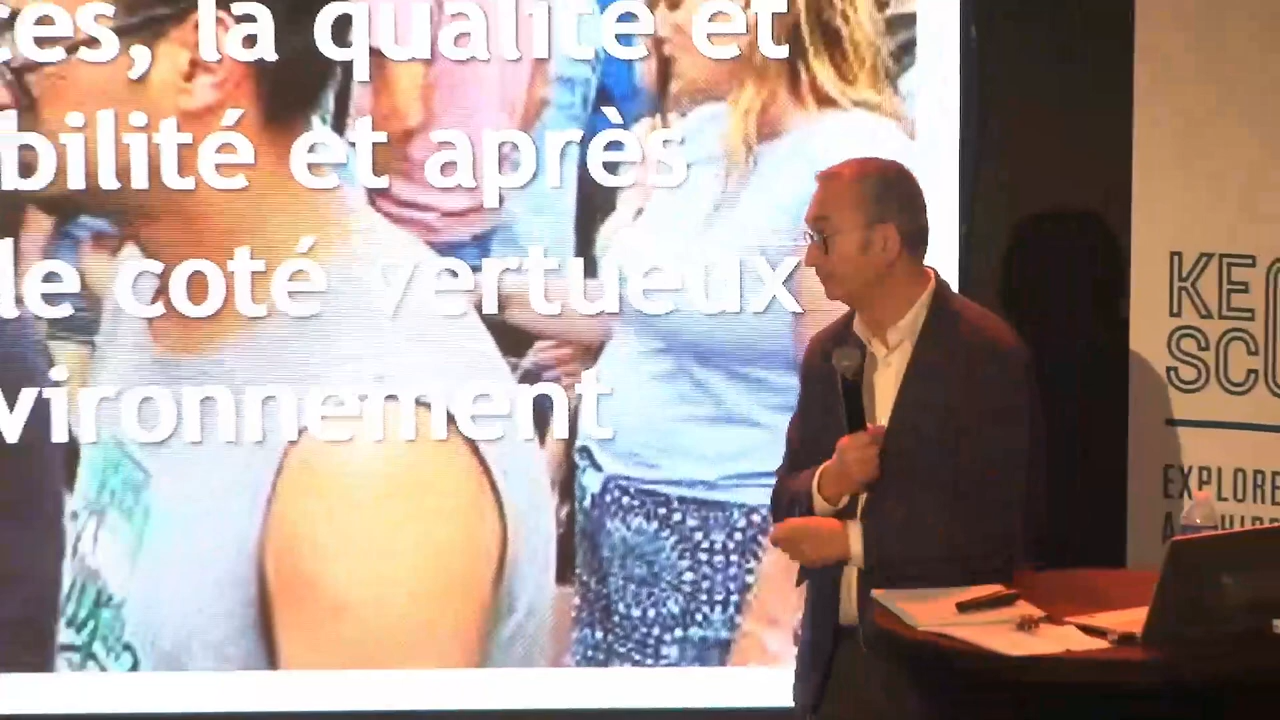 ces, la qualité et
bilité et après
le coté vertueux
vironnement
KE
SC
EXPLORE